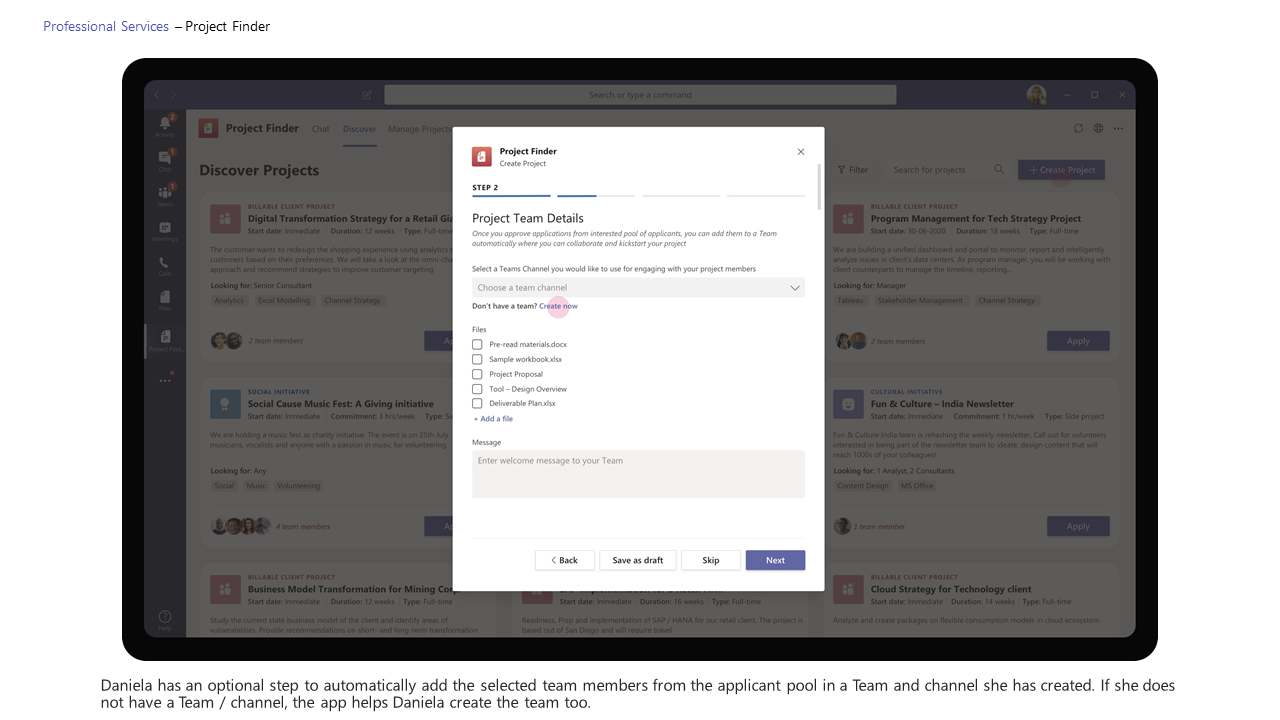 Professional Services – Project Finder
Search or type a command
Activity
2
Chat
1
Teams
1
Meetings
Calls
Files
Project Find
Help
Project Finder
Chat
Discover
Manage Projects
Discover Projects
Filter
Search for projects
+ Create Project
BILLABLE CLIENT PROJECT
Digital Transformation Strategy for a Retail Gia
Start date: Immediate Duration: 12 weeks Type: Full-time
The customer wants to redesign the shopping experience using analytics t
customers based on their preferences. We will take a look at the omni-cha
approach and recommend strategies to improve customer targeting.
Looking for: Senior Consultant
Analytics Excel Modelling Channel Strategy
2 team members
Ap
SOCIAL INITIATIVE
Social Cause Music Fest: A Giving initiative
Start date: Immediate Commitment: 3 hrs/week Type: Si
We are holding a music fest as charity initiative. The event is on 25th July.
musicians, vocalists and anyone with a passion in music for volunteering
Looking for: Any
Social Music Volunteering
4 team members
Ap
BILLABLE CLIENT PROJECT
Business Model Transformation for Mining Corp
Start date: Immediate Duration: 12 weeks Type: Full-time
Study the current state business model of the client and identify areas of
vulnerabilities. Provide recommendations on short- and long-term transformation
Project Finder
Create Project
STEP 2
Project Team Details
Once you approve applications from interested pool of applicants, you can add them to a Team
automatically where you can collaborate and kickstart your project
Select a Teams Channel you would like to use for engaging with your project members
Choose a team channel
Don't have a team? Create now
Files
Pre-read materials.docx
Sample workbook.xlsx
Project Proposal
Tool – Design Overview
Deliverable Plan.xlsx
+ Add a file
Message
Enter welcome message to your Team
Back
Save as draft
Skip
Next
Start date: Immediate Duration: 16 weeks Type: Full-time
Readiness, Prep and implementation of SAP / HANA for our retail client. The project is
based out of San Diego and will require travel
BILLABLE CLIENT PROJECT
Program Management for Tech Strategy Project
Start date: 30-06-2020 Duration: 18 weeks Type: Full-time
We are building a unified dashboard and portal to monitor, report and intelligently
analyze issues in client's data centers. As program manager, you will be working with
client counterparts to manage the timeline, reporting...
Looking for: Manager
Tableau Stakeholder Management Channel Strategy
2 team members
Apply
CULTURAL INITIATIVE
Fun & Culture – India Newsletter
Start date: Immediate Commitment: 1 hr/week Type: Side project
Fun & Culture India team is rehashing the weekly newsletter. Call out for volunteers
interested in being part of the newsletter team to ideate, design content that will
reach 1000s of your colleagues!
Looking for: 1 Analyst, 2 Consultants
Content Design MS Office
1 team member
Apply
BILLABLE CLIENT PROJECT
Cloud Strategy for Technology client
Start date: Immediate Duration: 14 weeks Type: Full-time
Analyze and create packages on flexible consumption models in cloud ecosystem.
Daniela has an optional step to automatically add the selected team members from the applicant pool in a Team and channel she has created. If she does
not have a Team / channel, the app helps Daniela create the team too.